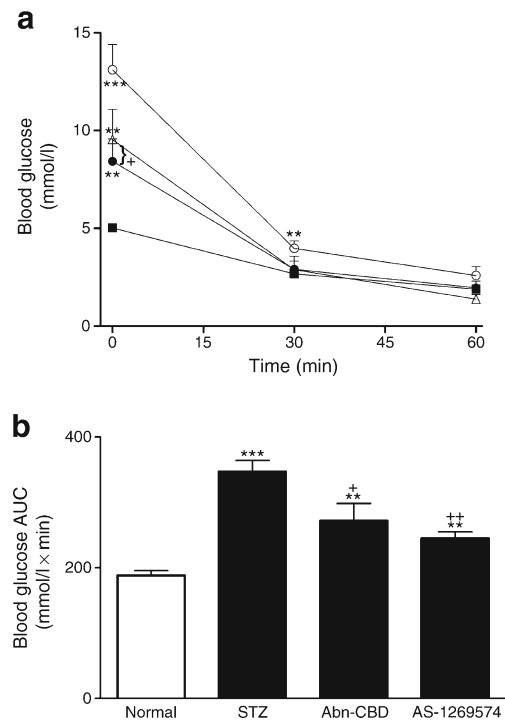 a
15
10
5
0
Blood glucose
(mmol/l)
***
**
+
**
**
+
0 15 30 45 60
Time (min)
b
400
200
0
Blood glucose AUC
(mmol/l × min)
***
+
**
++
**
Normal STZ Abn-CBD AS-1269574